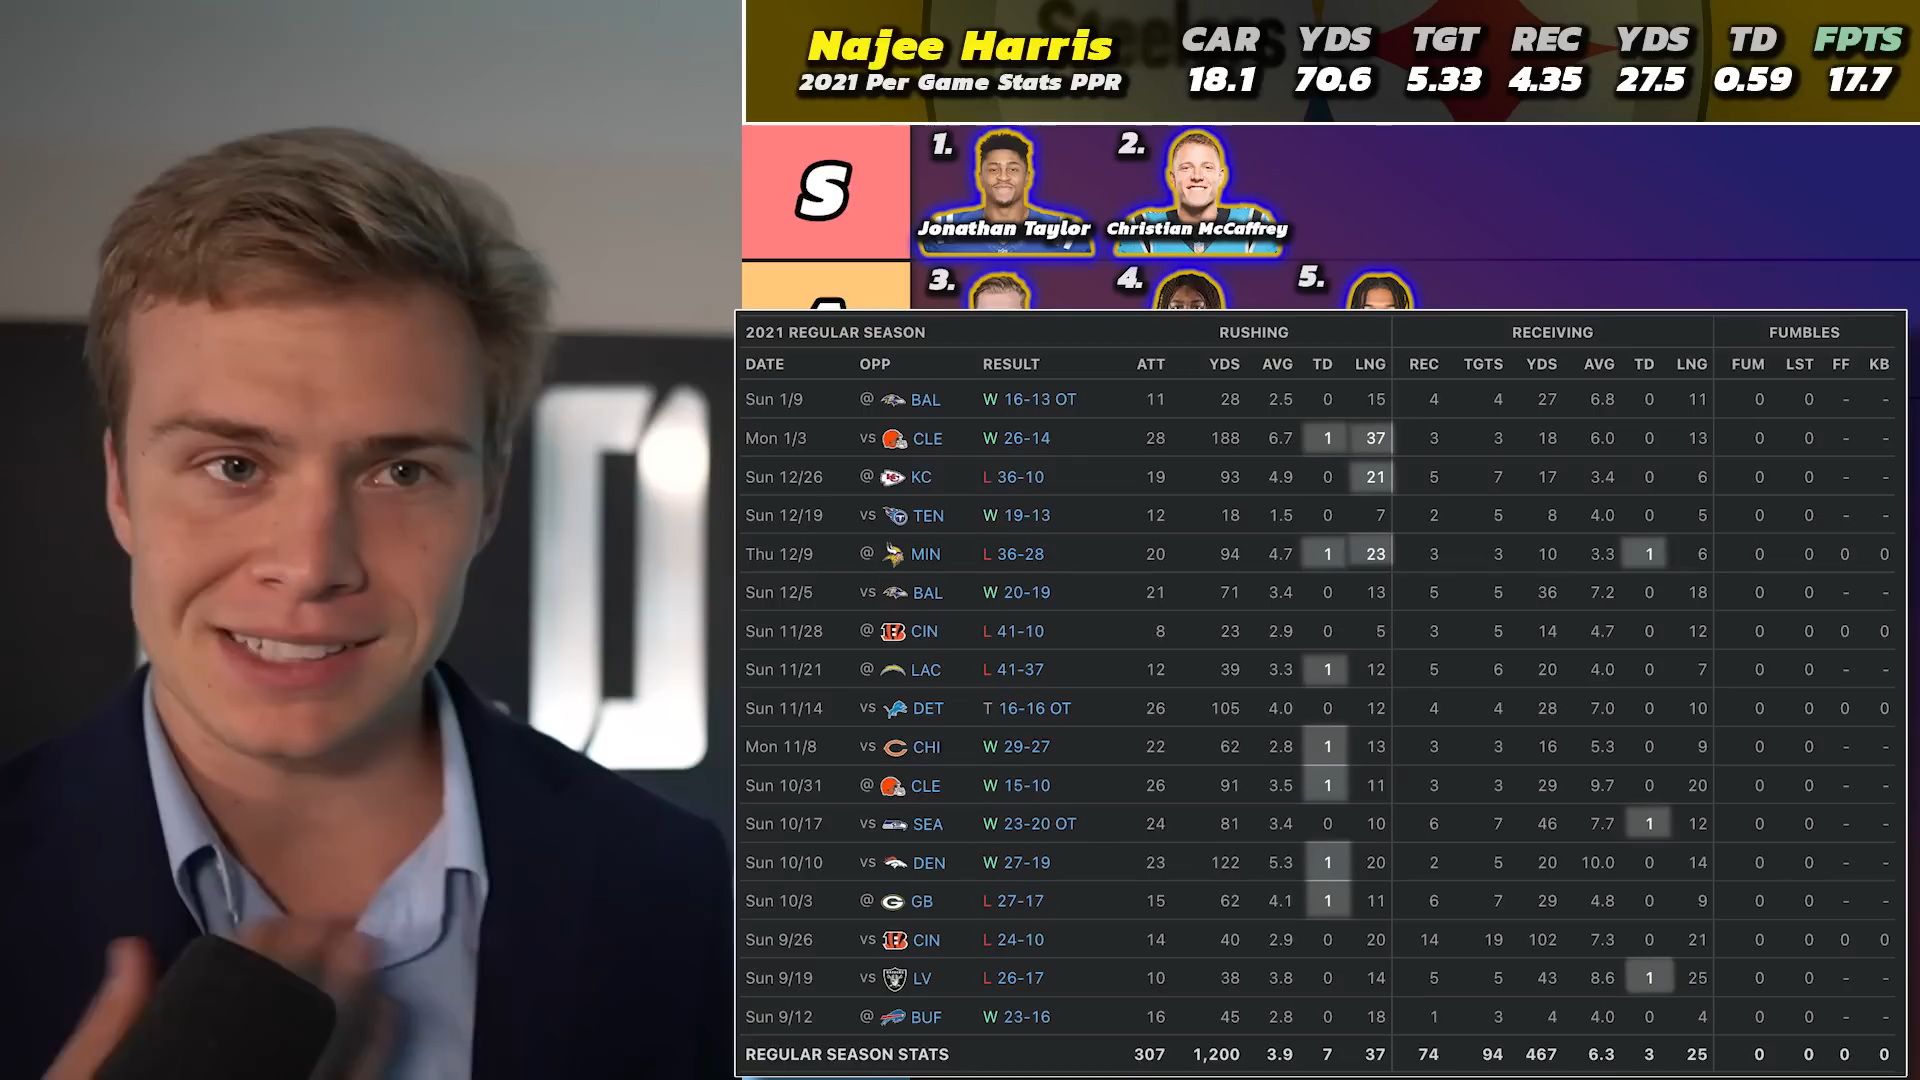 Najee Harris
2021 Per Game Stats PPR
CAR YDS TGT REC YDS TD FPTS
18.1 70.6 5.33 4.35 27.5 0.59 17.7
S
1. 2.
Jonathan Taylor Christian McCaffrey
3. 4. 5.
2021 REGULAR SEASON RUSHING RECEIVING FUMBLES
DATE OPP RESULT ATT YDS AVG TD LNG REC TGTS YDS AVG TD LNG FUM LST FF KB
Sun 1/9 @ BAL W 16-13 OT 11 28 2.5 0 15 4 4 27 6.8 0 11 0 0 - -
Mon 1/3 vs CLE W 26-14 28 188 6.7 1 37 3 3 18 6.0 0 13 0 0 - -
Sun 12/26 @ KC L 36-10 19 93 4.9 0 21 5 7 17 3.4 0 6 0 0 - -
Sun 12/19 vs TEN W 19-13 12 18 1.5 0 7 2 5 8 4.0 0 5 0 0 - -
Thu 12/9 @ MIN L 36-28 20 94 4.7 1 23 3 3 10 3.3 1 6 0 0 0 0
Sun 12/5 vs BAL W 20-19 21 71 3.4 0 13 5 5 36 7.2 0 18 0 0 - -
Sun 11/28 @ CIN L 41-10 8 23 2.9 0 5 3 5 14 4.7 0 12 0 0 0 0
Sun 11/21 @ LAC L 41-37 12 39 3.3 1 12 5 6 20 4.0 0 7 0 0 - -
Sun 11/14 vs DET T 16-16 OT 26 105 4.0 0 12 4 4 28 7.0 0 10 0 0 0 0
Mon 11/8 vs CHI W 29-27 22 62 2.8 1 13 3 3 16 5.3 0 9 0 0 - -
Sun 10/31 @ CLE W 15-10 26 91 3.5 1 11 3 3 29 9.7 0 20 0 0 - -
Sun 10/17 vs SEA W 23-20 OT 24 81 3.4 0 10 6 7 46 7.7 1 12 0 0 - -
Sun 10/10 vs DEN W 27-19 23 122 5.3 1 20 2 5 20 10.0 0 14 0 0 - -
Sun 10/3 @ GB L 27-17 15 62 4.1 1 11 6 7 29 4.8 0 9 0 0 - -
Sun 9/26 vs CIN L 24-10 14 40 2.9 0 20 14 19 102 7.3 0 21 0 0 0 0
Sun 9/19 vs LV L 26-17 10 38 3.8 0 14 5 5 43 8.6 1 25 0 0 - -
Sun 9/12 @ BUF W 23-16 16 45 2.8 0 18 1 3 4 4.0 0 4 0 0 - -
REGULAR SEASON STATS 307 1,200 3.9 7 37 74 94 467 6.3 3 25 0 0 0 0